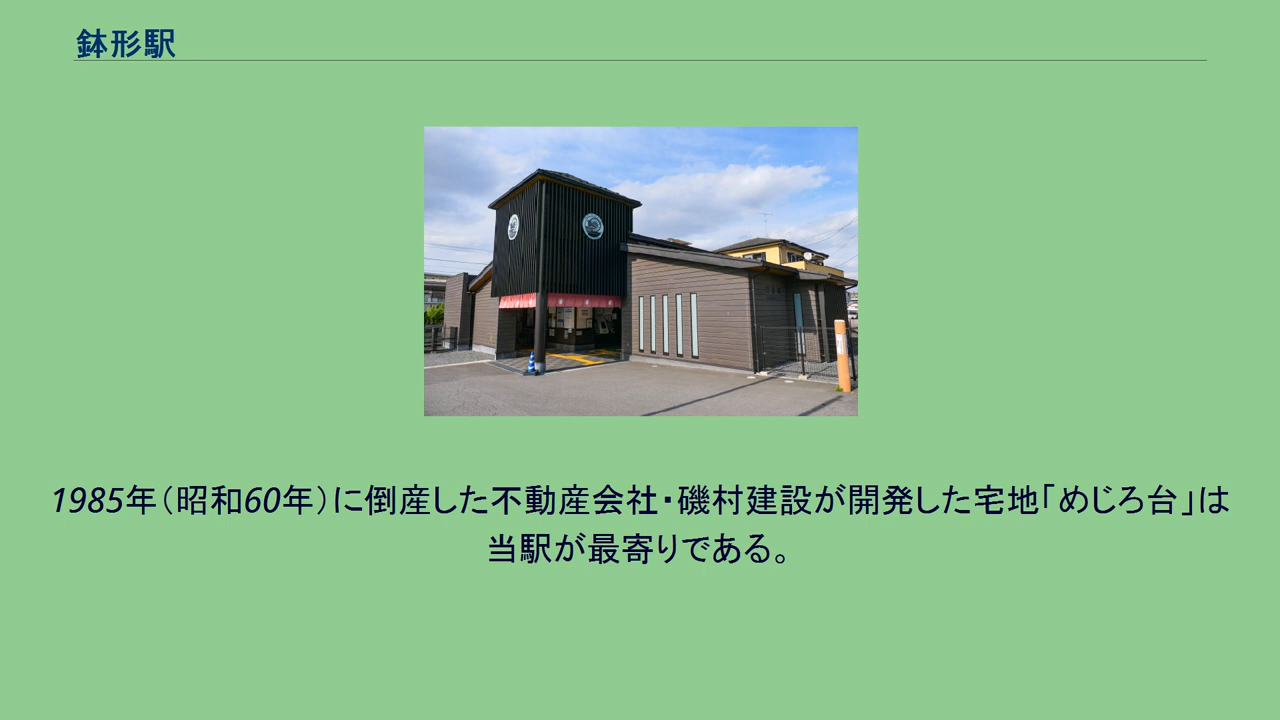 鉢形駅
1985年（昭和60年）に倒産した不動産会社・磯村建設が開発した宅地「めじろ台」は
当駅が最寄りである。